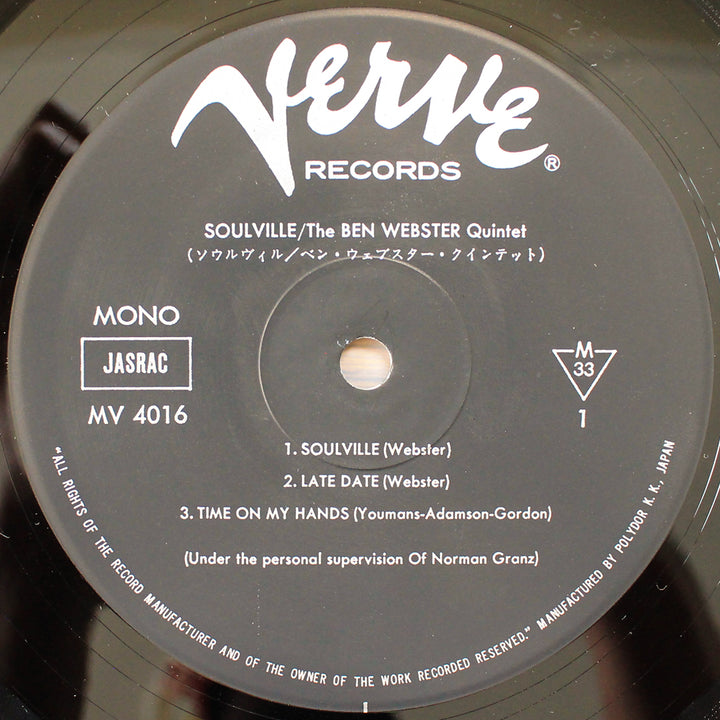 Verve
RECORDS ®
SOULVILLE/The BEN WEBSTER Quintet
(ソウルヴィル/ベン・ウェブスター・クインテット)
MONO
JASRAC
MV 4016
M
33
1
1. SOULVILLE (Webster)
2. LATE DATE (Webster)
3. TIME ON MY HANDS (Youmans-Adamson-Gordon)
(Under the personal supervision Of Norman Granz)
"ALL RIGHTS OF THE RECORD MANUFACTURER AND OF THE OWNER OF THE WORK RECORDED RESERVED." MANUFACTURED BY POLYDOR K. K., JAPAN